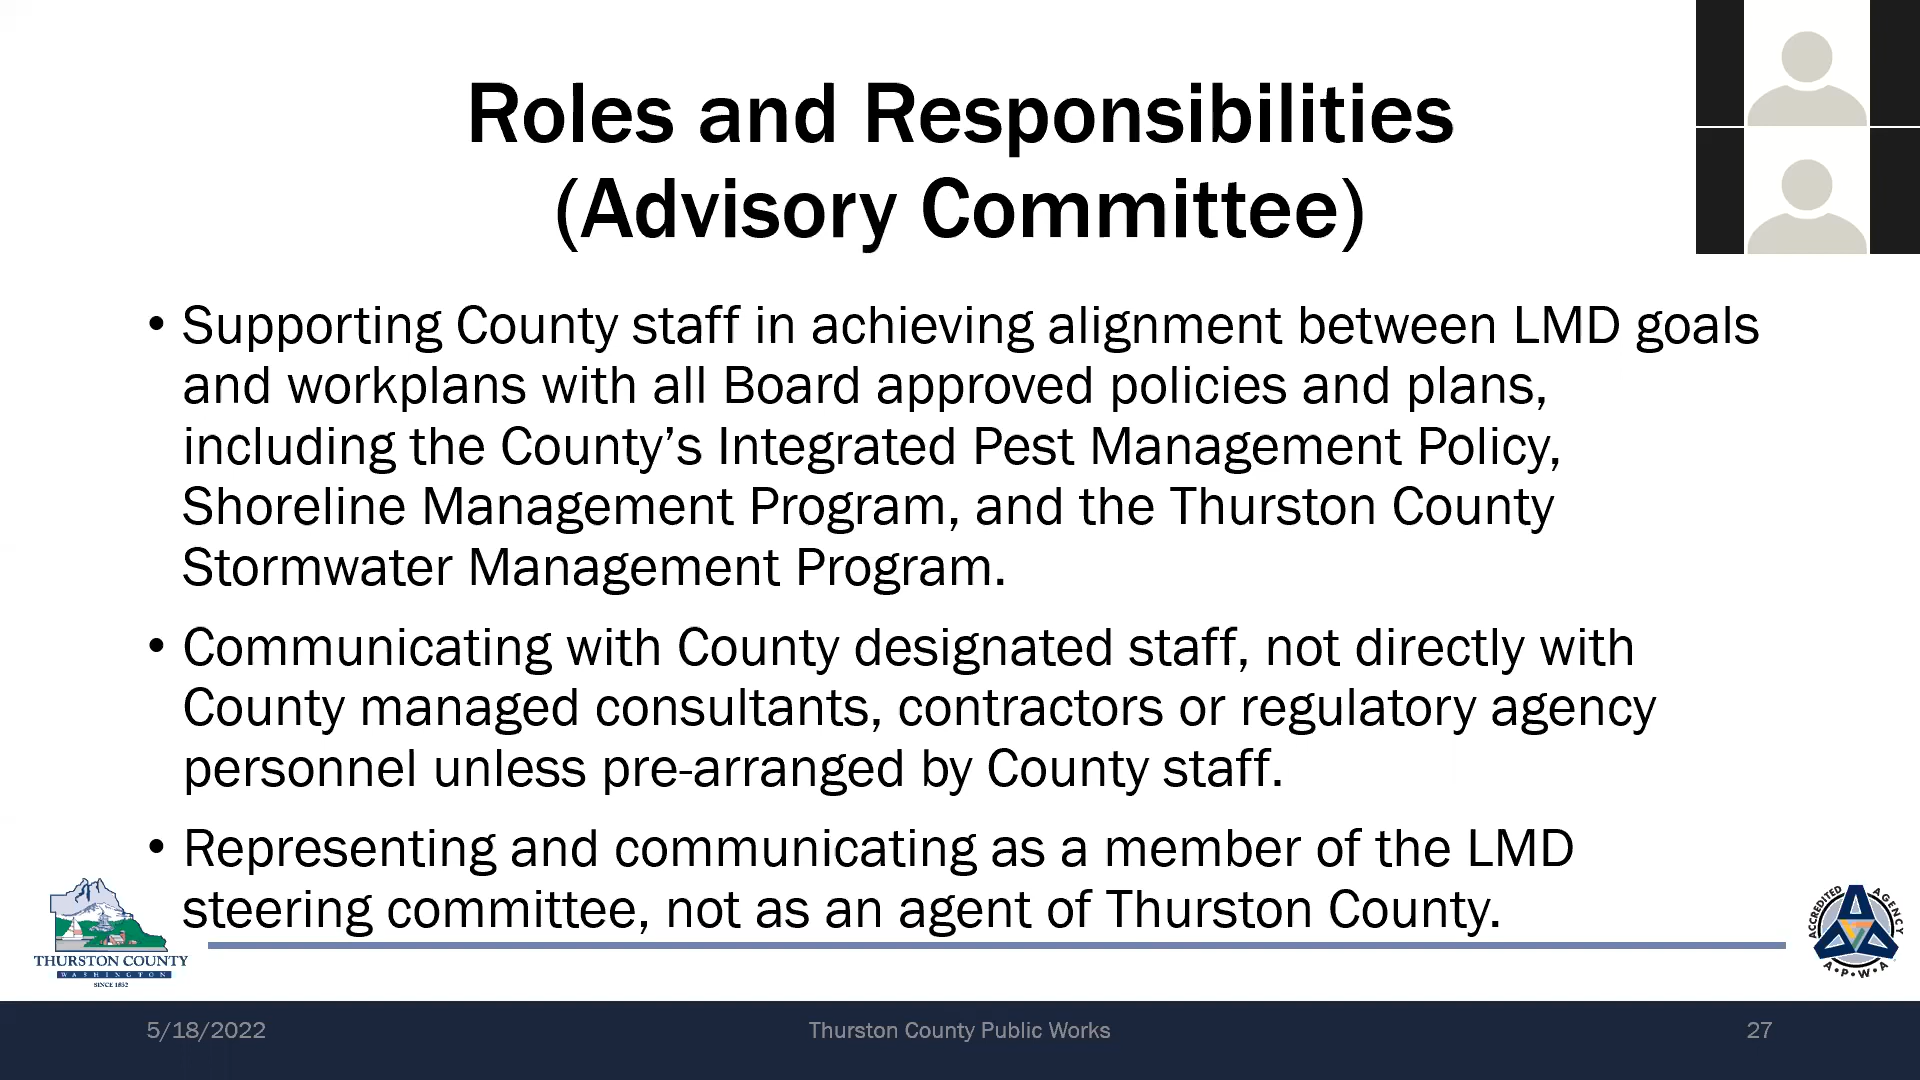 Roles and Responsibilities
(Advisory Committee)
• Supporting County staff in achieving alignment between LMD goals
and workplans with all Board approved policies and plans,
including the County’s Integrated Pest Management Policy,
Shoreline Management Program, and the Thurston County
Stormwater Management Program.
• Communicating with County designated staff, not directly with
County managed consultants, contractors or regulatory agency
personnel unless pre-arranged by County staff.
• Representing and communicating as a member of the LMD
steering committee, not as an agent of Thurston County.
THURSTON COUNTY
WASHINGTON
SINCE 1852
ACCREDITED AGENCY
A•P•W•A
5/18/2022
Thurston County Public Works
27